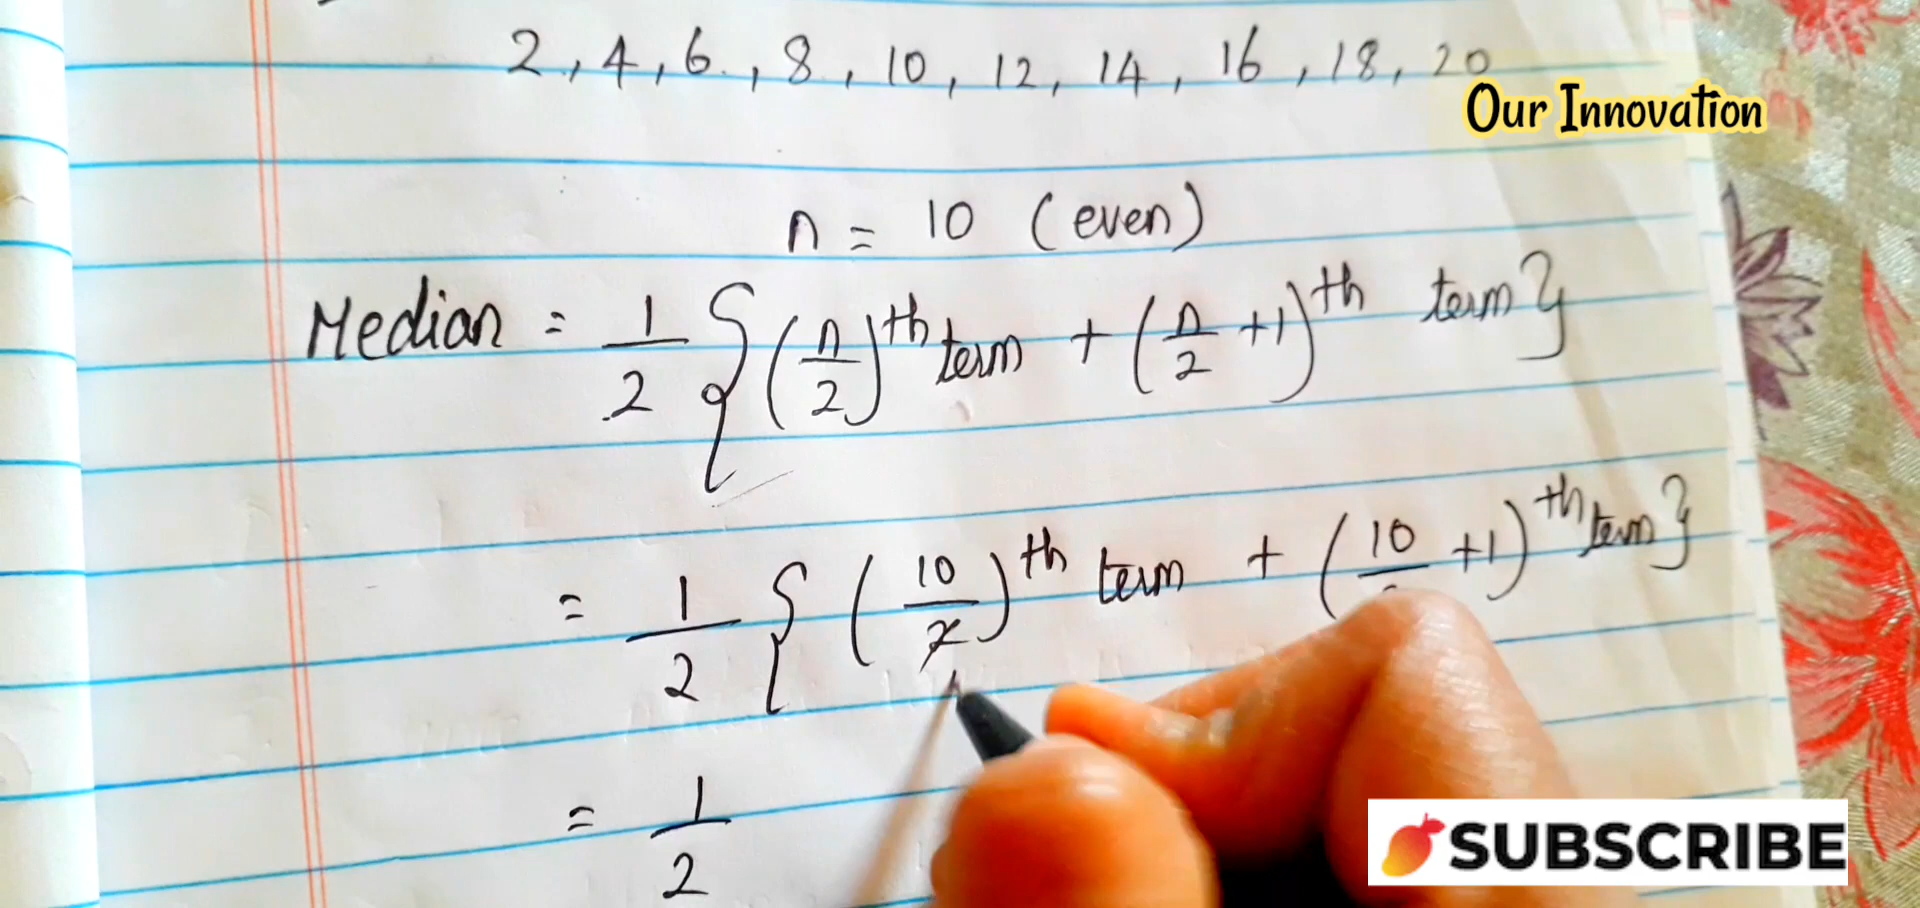 2, 4, 6, 8, 10, 12, 14, 16, 18, 20
Our Innovation
n = 10 (even)
Median = 1/2 { (n/2)^th term + (n/2 +1)^th term }
= 1/2 { (10/2)^th term + (10/ +1)^th term }
= 1/2
SUBSCRIBE